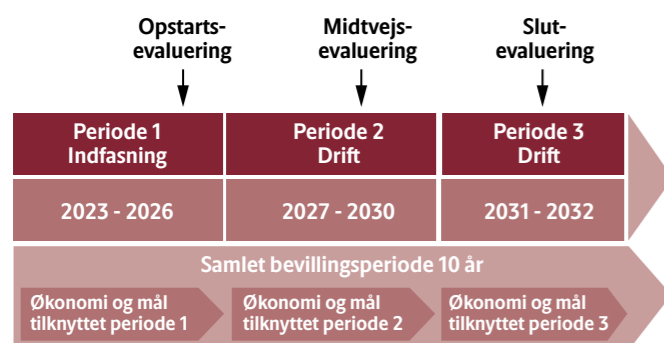 Opstarts-
evaluering
Midtvejs-
evaluering
Slut-
evaluering
Periode 1
Indfasning
Periode 2
Drift
Periode 3
Drift
2023 - 2026
2027 - 2030
2031 - 2032
Samlet bevillingsperiode 10 år
Økonomi og mål
tilknyttet periode 1
Økonomi og mål
tilknyttet periode 2
Økonomi og mål
tilknyttet periode 3